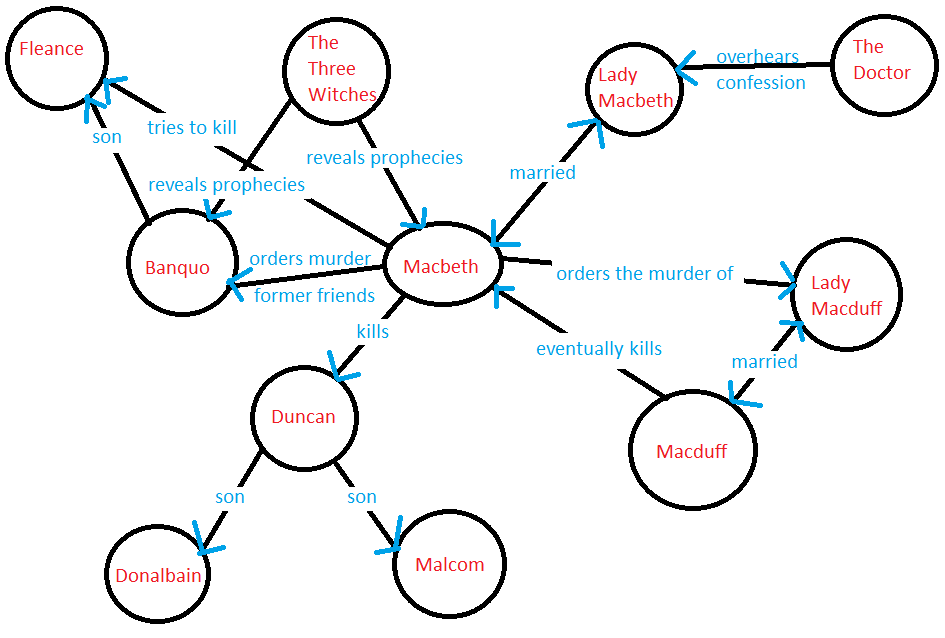 Fleance
The
Three
Witches
Lady
Macbeth
overhears
confession
The
Doctor
son
tries to kill
reveals prophecies
married
reveals prophecies
Banquo
orders murder
former friends
Macbeth
orders the murder of
Lady
Macduff
kills
eventually kills
married
Duncan
Macduff
son
son
Donalbain
Malcom